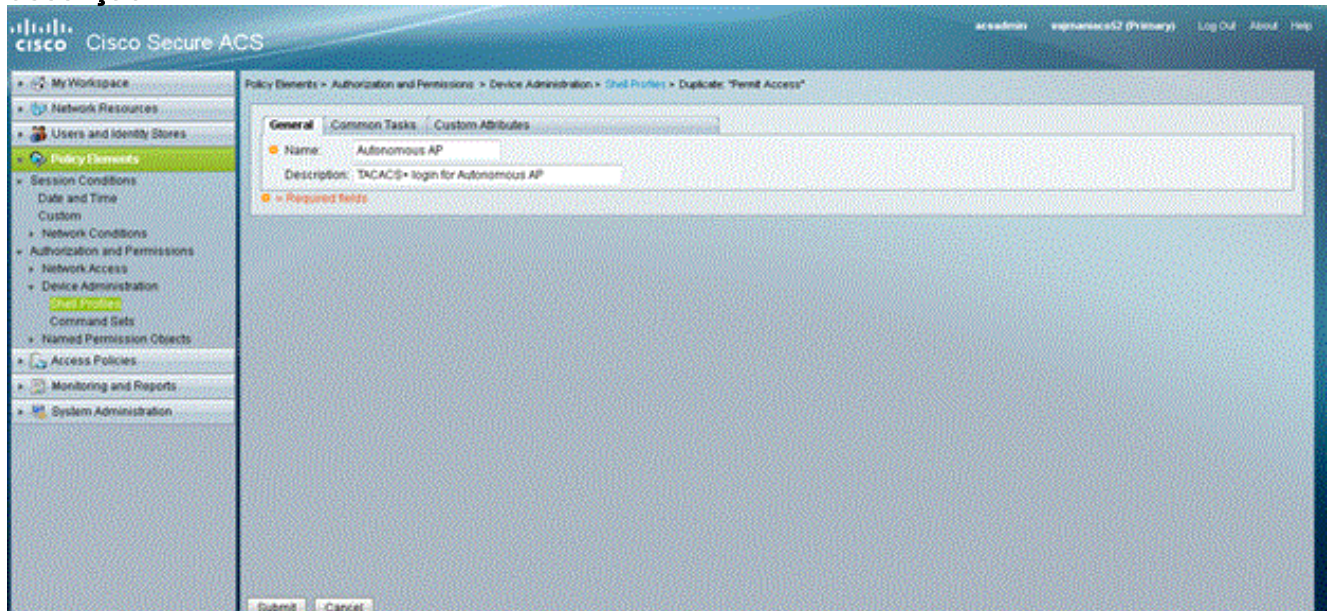 cisco Cisco Secure ACS
acsadmin (Primary) Log Out About Help
My Workspace
Network Resources
Users and Identity Stores
Policy Elements
Session Conditions
Date and Time
Custom
Network Conditions
Authorization and Permissions
Network Access
Device Administration
Shell Profiles
Command Sets
Named Permission Objects
Access Policies
Monitoring and Reports
System Administration
Policy Elements > Authorization and Permissions > Device Administration > Shell Profiles > Duplicate: "Permit Access"
General Common Tasks Custom Attributes
Name: Autonomous AP
Description: TACACS+ login for Autonomous AP
= Required fields
Submit Cancel